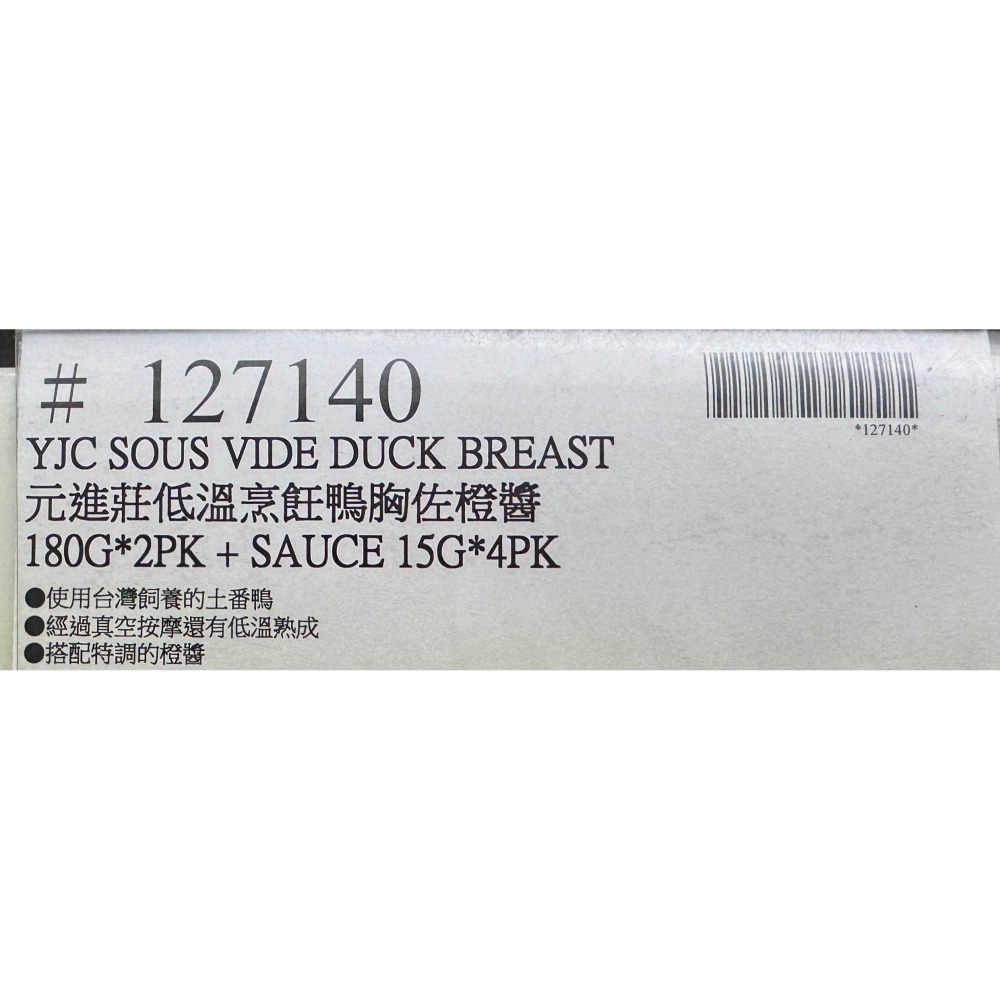 # 127140
*127140*
YJC SOUS VIDE DUCK BREAST
元進莊低溫烹飪鴨胸佐橙醬
180G*2PK + SAUCE 15G*4PK
●使用台灣飼養的土番鴨
●經過真空按摩還有低溫熟成
●搭配特調的橙醬